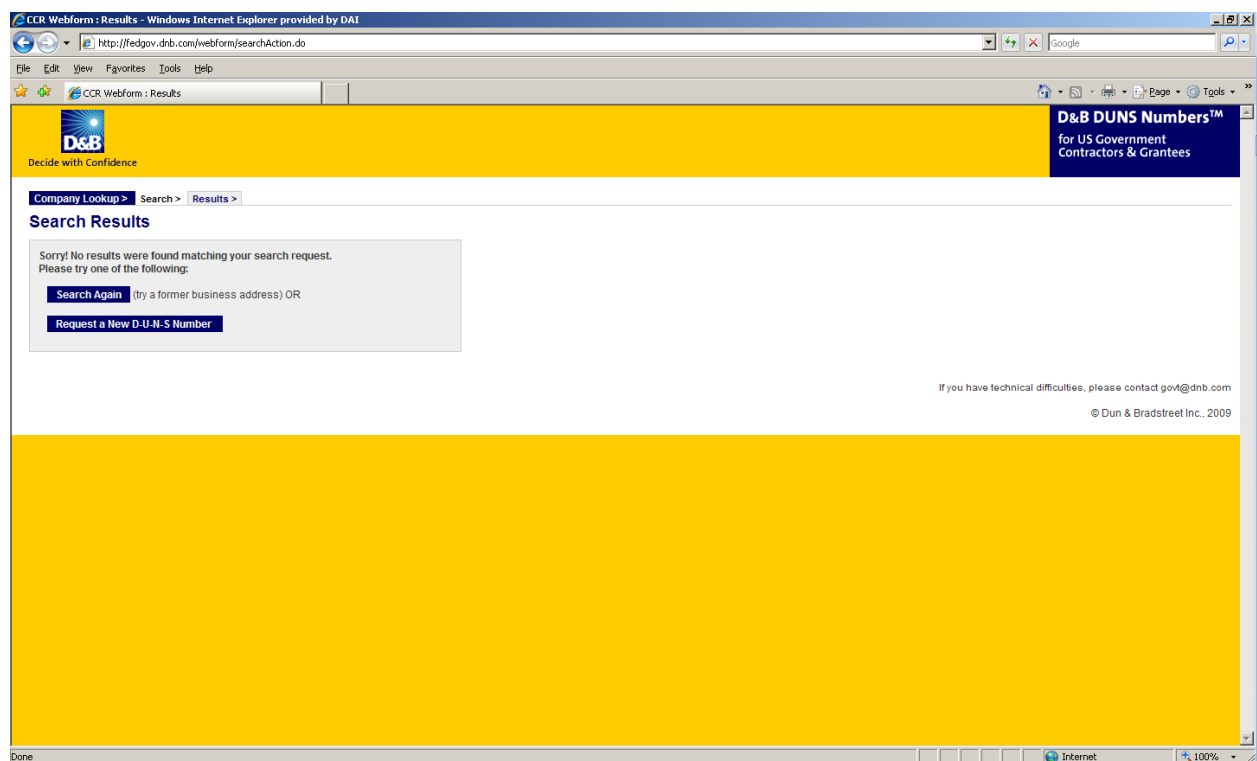 CCR Webform : Results - Windows Internet Explorer provided by DAI
http://fedgov.dnb.com/webform/searchAction.do
Google
File Edit View Favorites Tools Help
CCR Webform : Results
Page Tools
D&B
Decide with Confidence
D&B DUNS Numbers™
for US Government
Contractors & Grantees
Company Lookup > Search > Results >
Search Results
Sorry! No results were found matching your search request.
Please try one of the following:
Search Again (try a former business address) OR
Request a New D-U-N-S Number
If you have technical difficulties, please contact govt@dnb.com
© Dun & Bradstreet Inc., 2009
Done
Internet
100%